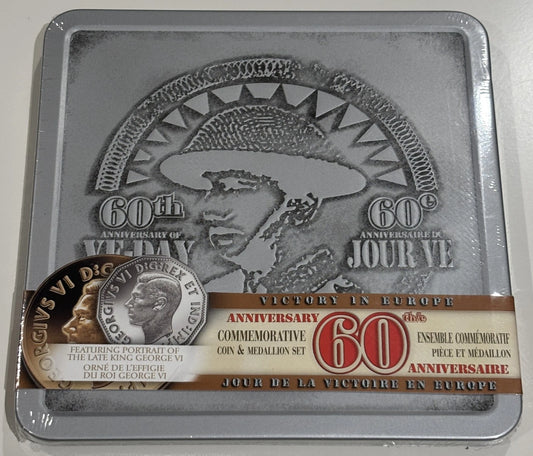 60th
ANNIVERSARY OF
VE-DAY
60e
ANNIVERSAIRE DU
JOUR VE
VICTORY IN EUROPE
ANNIVERSARY
COMMEMORATIVE
COIN & MEDALLION SET
60th/e
ENSEMBLE COMMÉMORATIF
PIÈCE ET MÉDAILLON
ANNIVERSAIRE
JOUR DE LA VICTOIRE EN EUROPE
GEORGIVS VI D:G:
GEORGIVS VI D:G:REX ET IND:
FEATURING PORTRAIT OF
THE LATE KING GEORGE VI
ORNÉ DE L'EFFIGIE
DU ROI GEORGE VI